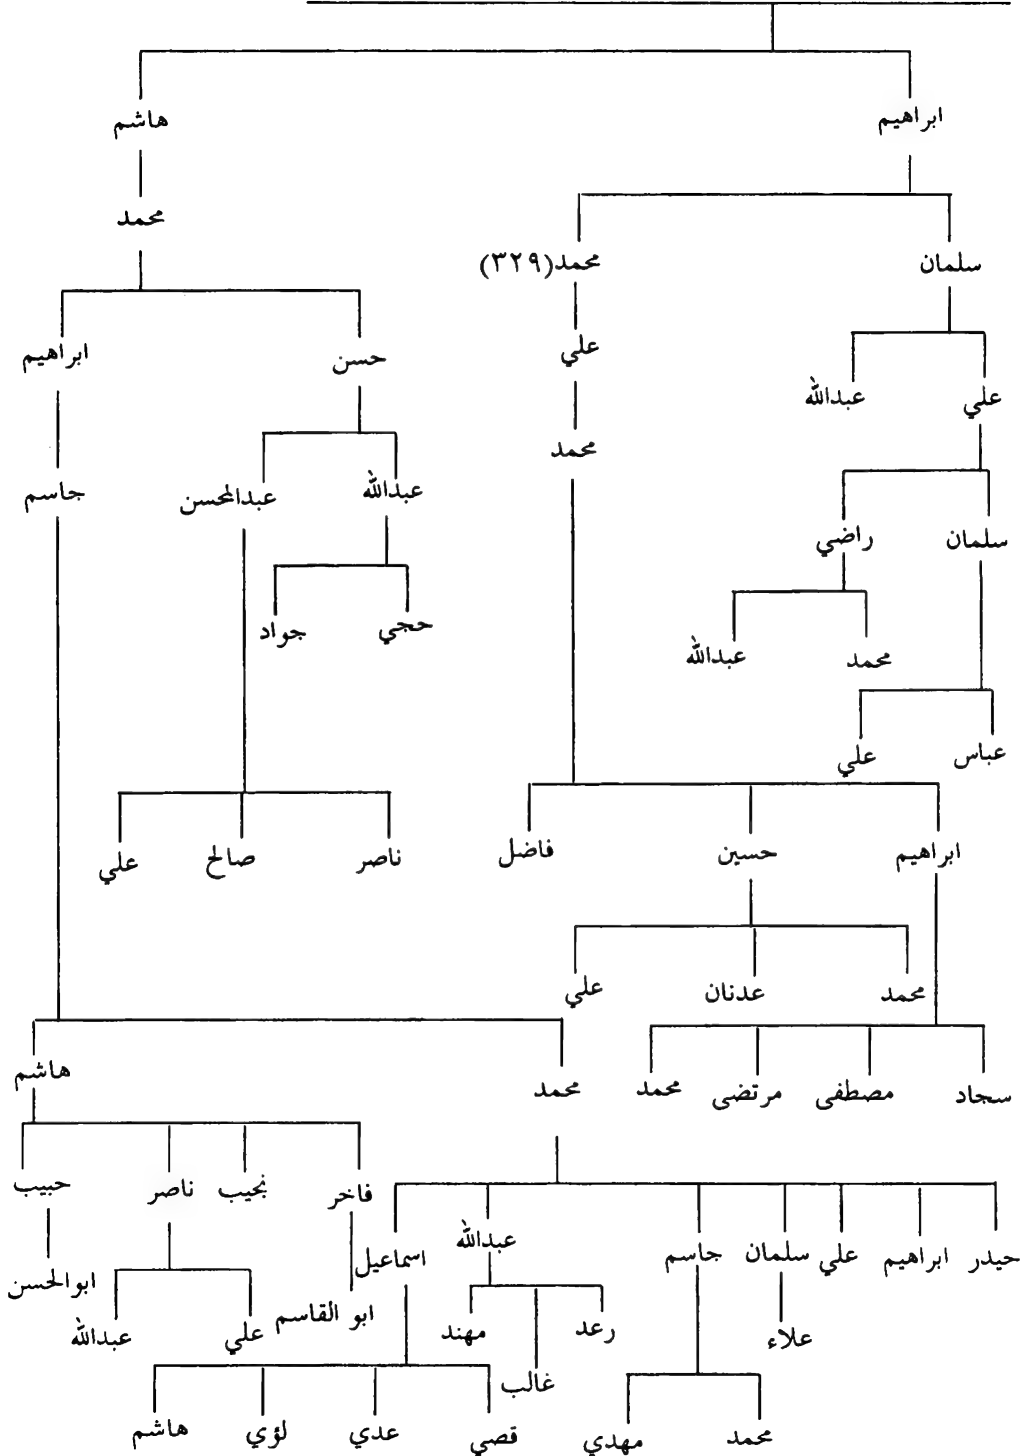 ابراهيم هاشم
محمد
سلمان محمد(٣٢٩)
علي حسن ابراهيم
علي عبدالله
محمد
عبدالله عبدالمحسن جاسم
سلمان راضي
حجي جواد
محمد عبدالله
عباس علي
ابراهيم حسين فاضل ناصر صالح علي
محمد عدنان علي
هاشم
سجاد مصطفى مرتضى محمد محمد
فاخر نجيب ناصر حبيب
حيدر ابراهيم علي سلمان جاسم عبدالله اسماعيل
ابوالحسن
ابو القاسم
علاء رعد مهند علي عبدالله
غالب
محمد مهدي قصي عدي لؤي هاشم